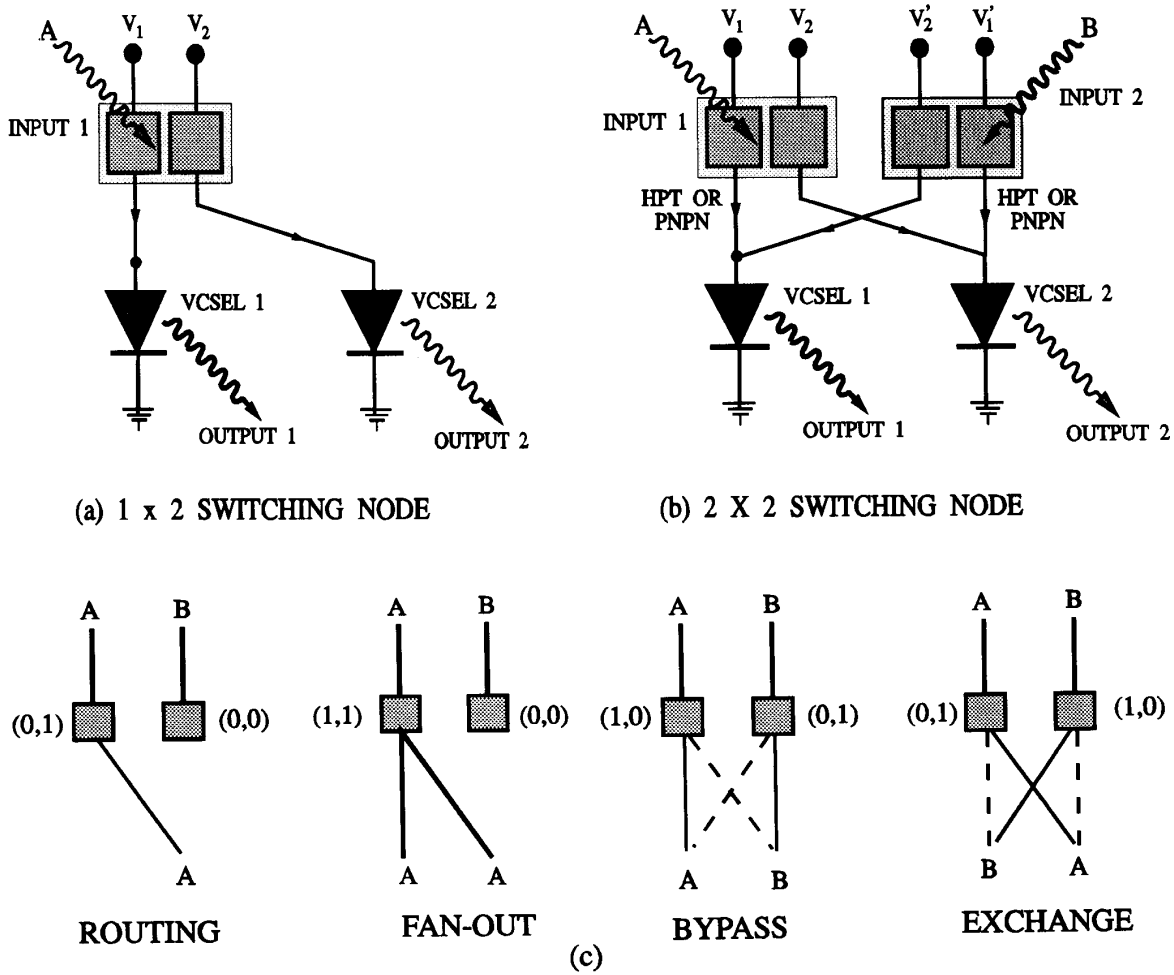 A V₁ V₂
INPUT 1
VCSEL 1 VCSEL 2
OUTPUT 1 OUTPUT 2
(a) 1 x 2 SWITCHING NODE
A V₁ V₂ V₂' V₁' B
INPUT 1 INPUT 2
HPT OR
PNPN
HPT OR
PNPN
VCSEL 1 VCSEL 2
OUTPUT 1 OUTPUT 2
(b) 2 X 2 SWITCHING NODE
A B
(0,1) (0,0)
A
ROUTING
A B
(1,1) (0,0)
A A
FAN-OUT
A B
(1,0) (0,1)
A B
BYPASS
A B
(0,1) (1,0)
B A
EXCHANGE
(c)